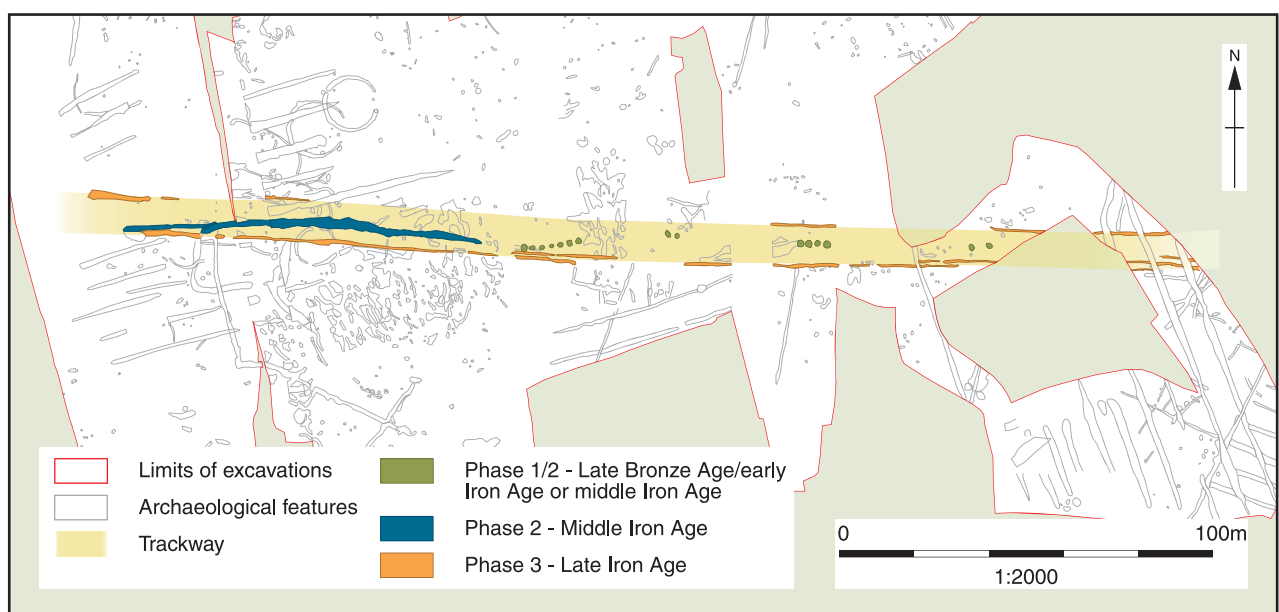 N
Limits of excavations
Archaeological features
Trackway
Phase 1/2 - Late Bronze Age/early
Iron Age or middle Iron Age
Phase 2 - Middle Iron Age
Phase 3 - Late Iron Age
0 100m
1:2000